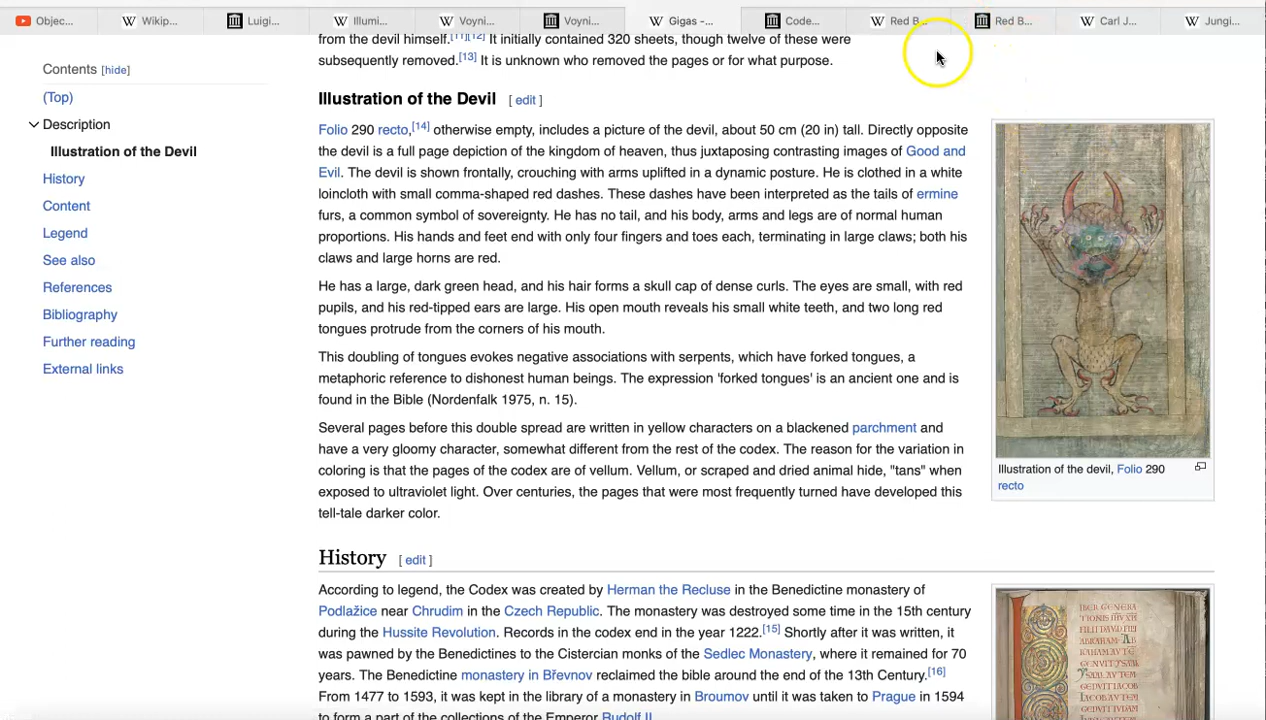 Objec...
Wikip...
Luigi...
Illumi...
Voyni...
Voyni...
Gigas -...
Code...
Red B...
Red B...
Carl J...
Jungi...
from the devil himself.[11][12] It initially contained 320 sheets, though twelve of these were
subsequently removed.[13] It is unknown who removed the pages or for what purpose.
Contents [hide]
(Top)
Description
Illustration of the Devil
History
Content
Legend
See also
References
Bibliography
Further reading
External links
Illustration of the Devil [ edit ]
Folio 290 recto,[14] otherwise empty, includes a picture of the devil, about 50 cm (20 in) tall. Directly opposite
the devil is a full page depiction of the kingdom of heaven, thus juxtaposing contrasting images of Good and
Evil. The devil is shown frontally, crouching with arms uplifted in a dynamic posture. He is clothed in a white
loincloth with small comma-shaped red dashes. These dashes have been interpreted as the tails of ermine
furs, a common symbol of sovereignty. He has no tail, and his body, arms and legs are of normal human
proportions. His hands and feet end with only four fingers and toes each, terminating in large claws; both his
claws and large horns are red.
He has a large, dark green head, and his hair forms a skull cap of dense curls. The eyes are small, with red
pupils, and his red-tipped ears are large. His open mouth reveals his small white teeth, and two long red
tongues protrude from the corners of his mouth.
This doubling of tongues evokes negative associations with serpents, which have forked tongues, a
metaphoric reference to dishonest human beings. The expression 'forked tongues' is an ancient one and is
found in the Bible (Nordenfalk 1975, n. 15).
Several pages before this double spread are written in yellow characters on a blackened parchment and
have a very gloomy character, somewhat different from the rest of the codex. The reason for the variation in
coloring is that the pages of the codex are of vellum. Vellum, or scraped and dried animal hide, "tans" when
exposed to ultraviolet light. Over centuries, the pages that were most frequently turned have developed this
tell-tale darker color.
Illustration of the devil, Folio 290
recto
History [ edit ]
According to legend, the Codex was created by Herman the Recluse in the Benedictine monastery of
Podlažice near Chrudim in the Czech Republic. The monastery was destroyed some time in the 15th century
during the Hussite Revolution. Records in the codex end in the year 1222.[15] Shortly after it was written, it
was pawned by the Benedictines to the Cistercian monks of the Sedlec Monastery, where it remained for 70
years. The Benedictine monastery in Břevnov reclaimed the bible around the end of the 13th Century.[16]
From 1477 to 1593, it was kept in the library of a monastery in Broumov until it was taken to Prague in 1594
to form a part of the collections of the Emperor Rudolf II.